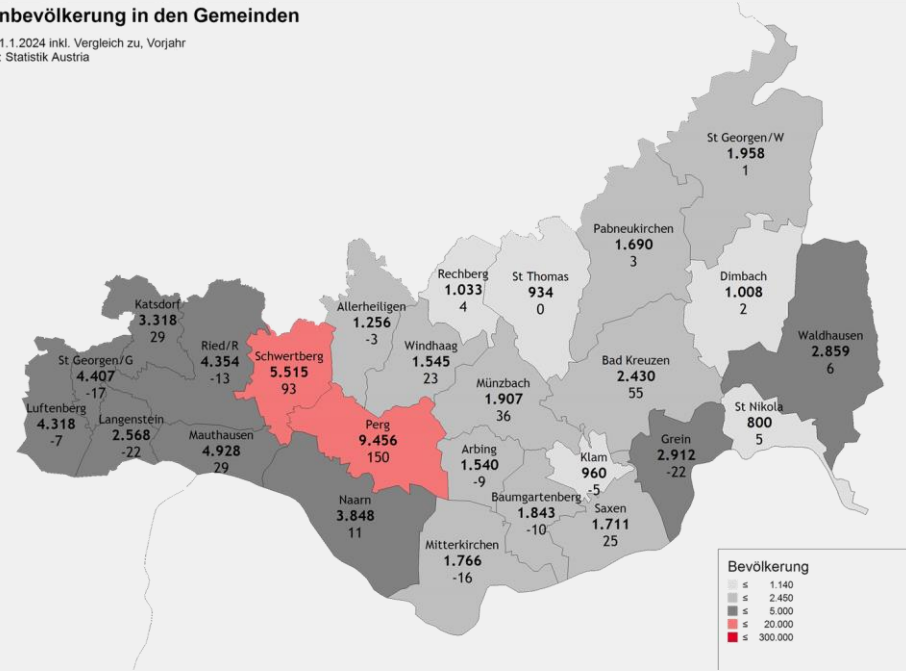 nbevölkerung in den Gemeinden
1.1.2024 inkl. Vergleich zu, Vorjahr
: Statistik Austria
St Georgen/W
1.958
1
Pabneukirchen
1.690
3
Rechberg
1.033
4
St Thomas
934
0
Dimbach
1.008
2
Katsdorf
3.318
29
Allerheiligen
1.256
-3
Waldhausen
2.859
6
Ried/R
4.354
-13
Schwertberg
5.515
93
Windhaag
1.545
23
Bad Kreuzen
2.430
55
St Georgen/G
4.407
-17
Münzbach
1.907
36
Luftenberg
4.318
-7
Langenstein
2.568
-22
St Nikola
800
5
Mauthausen
4.928
29
Perg
9.456
150
Grein
2.912
-22
Arbing
1.540
-9
Klam
960
-5
Naarn
3.848
11
Baumgartenberg
1.843
-10
Saxen
1.711
25
Mitterkirchen
1.766
-16
Bevölkerung
≤ 1.140
≤ 2.450
≤ 5.000
≤ 20.000
≤ 300.000